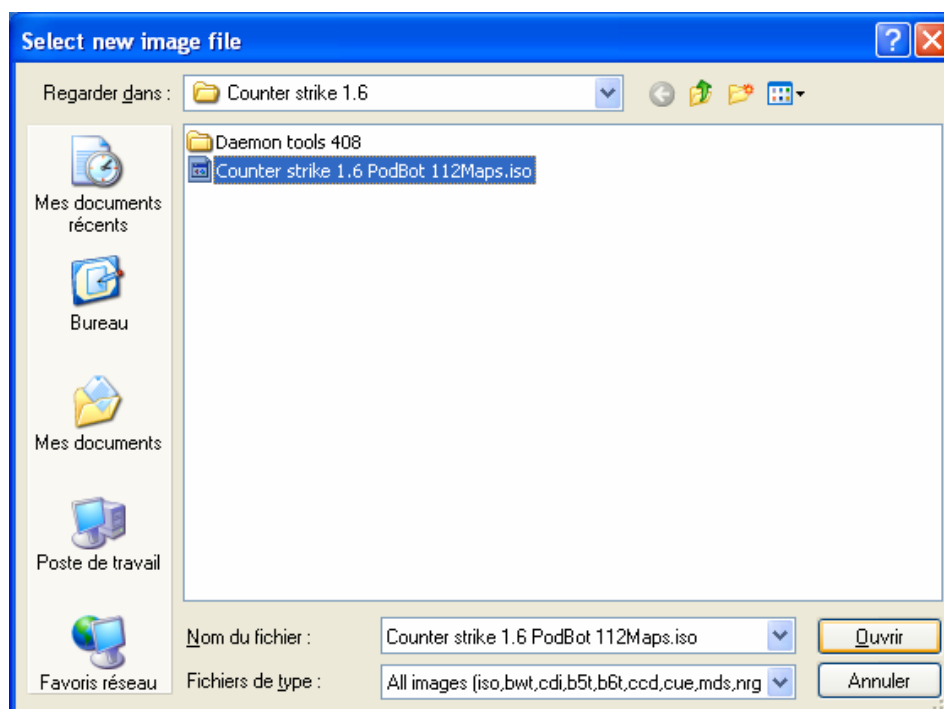 Select new image file
Regarder dans :
Counter strike 1.6
Daemon tools 408
Counter strike 1.6 PodBot 112Maps.iso
Mes documents
récents
Bureau
Mes documents
Poste de travail
Favoris réseau
Nom du fichier :
Counter strike 1.6 PodBot 112Maps.iso
Ouvrir
Fichiers de type :
All images (iso,bwt,cdi,b5t,b6t,ccd,cue,mds,nrg
Annuler